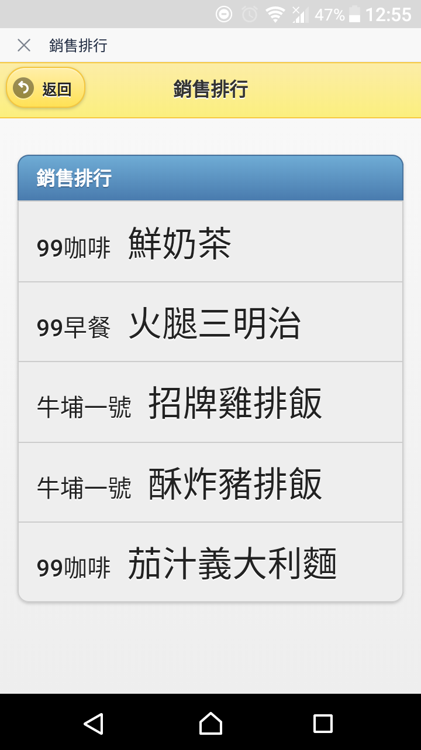 47% 12:55
銷售排行
返回 銷售排行
銷售排行
99咖啡 鮮奶茶
99早餐 火腿三明治
牛埔一號 招牌雞排飯
牛埔一號 酥炸豬排飯
99咖啡 茄汁義大利麵